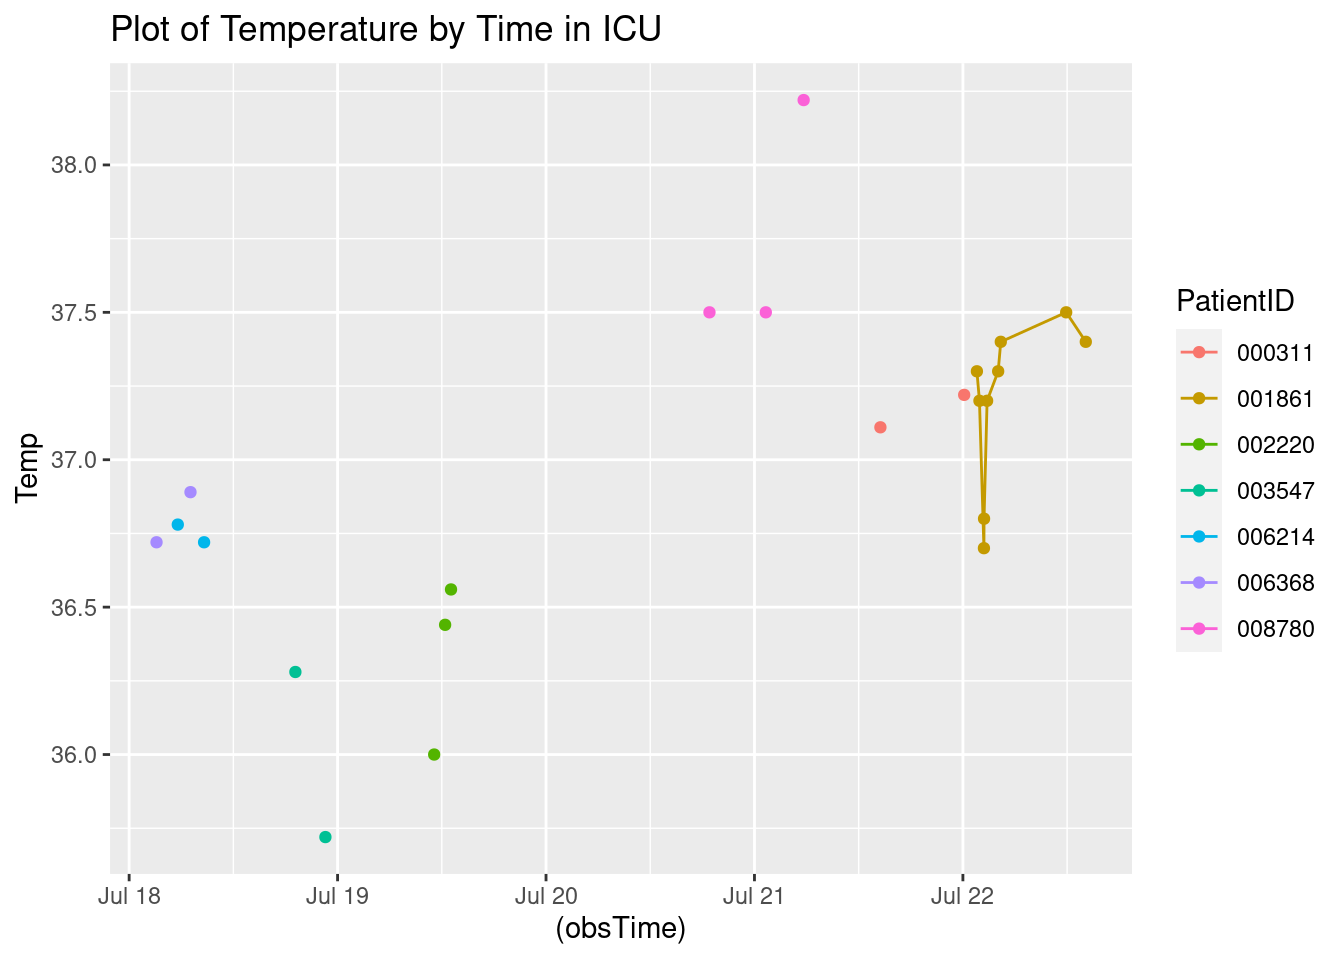 Plot of Temperature by Time in ICU
38.0
37.5
37.0
36.5
36.0
Temp
Jul 18
Jul 19
Jul 20
Jul 21
Jul 22
(obsTime)
PatientID
000311
001861
002220
003547
006214
006368
008780